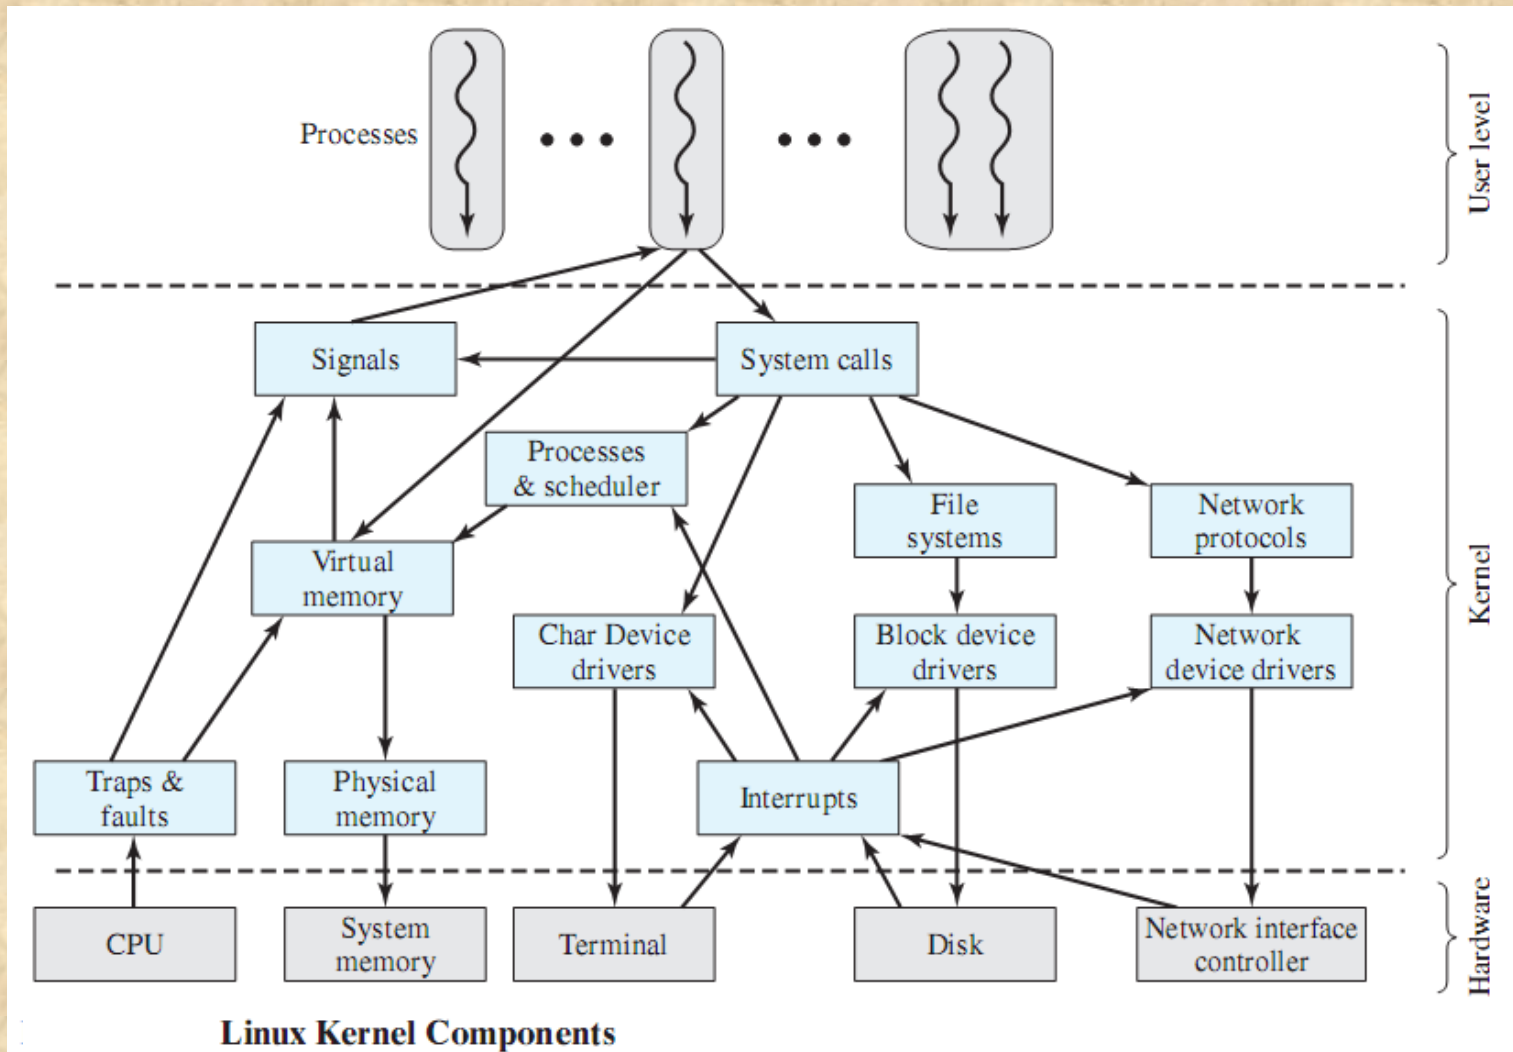 Processes
User level
Signals
System calls
Processes
& scheduler
File
systems
Network
protocols
Virtual
memory
Kernel
Char Device
drivers
Block device
drivers
Network
device drivers
Traps &
faults
Physical
memory
Interrupts
CPU
System
memory
Terminal
Disk
Network interface
controller
Hardware
Linux Kernel Components